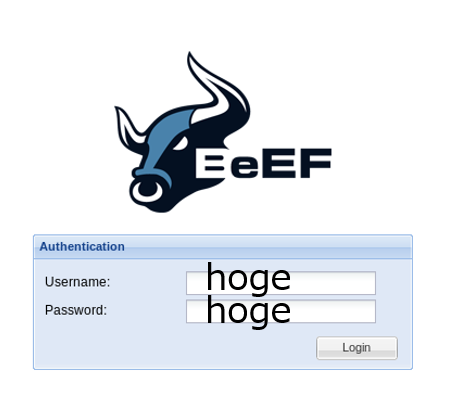 BeEF
Authentication
Username: hoge
Password: hoge
Login